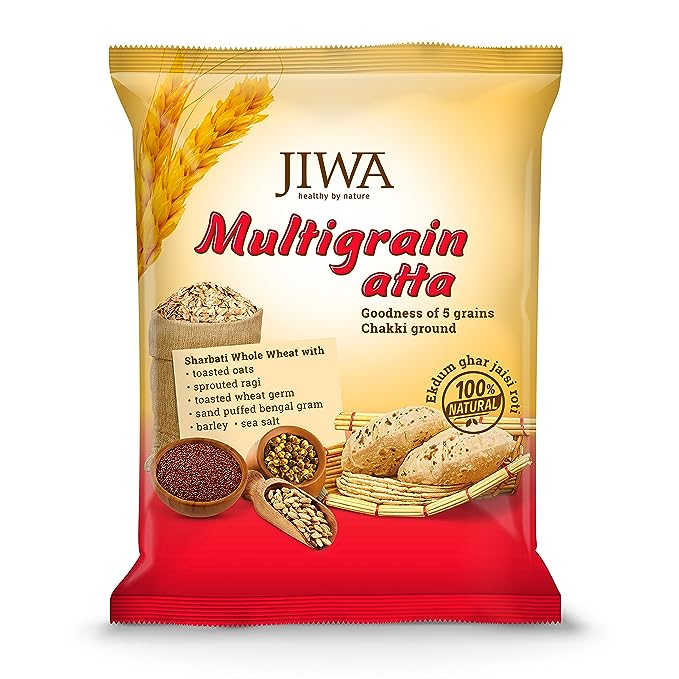 JIWA
healthy by nature
Multigrain
atta
Goodness of 5 grains
Chakki ground
Sharbati Whole Wheat with
• toasted oats
• sprouted ragi
• toasted wheat germ
• sand puffed bengal gram
• barley • sea salt
Ekdum ghar jaisi roti
100%
NATURAL